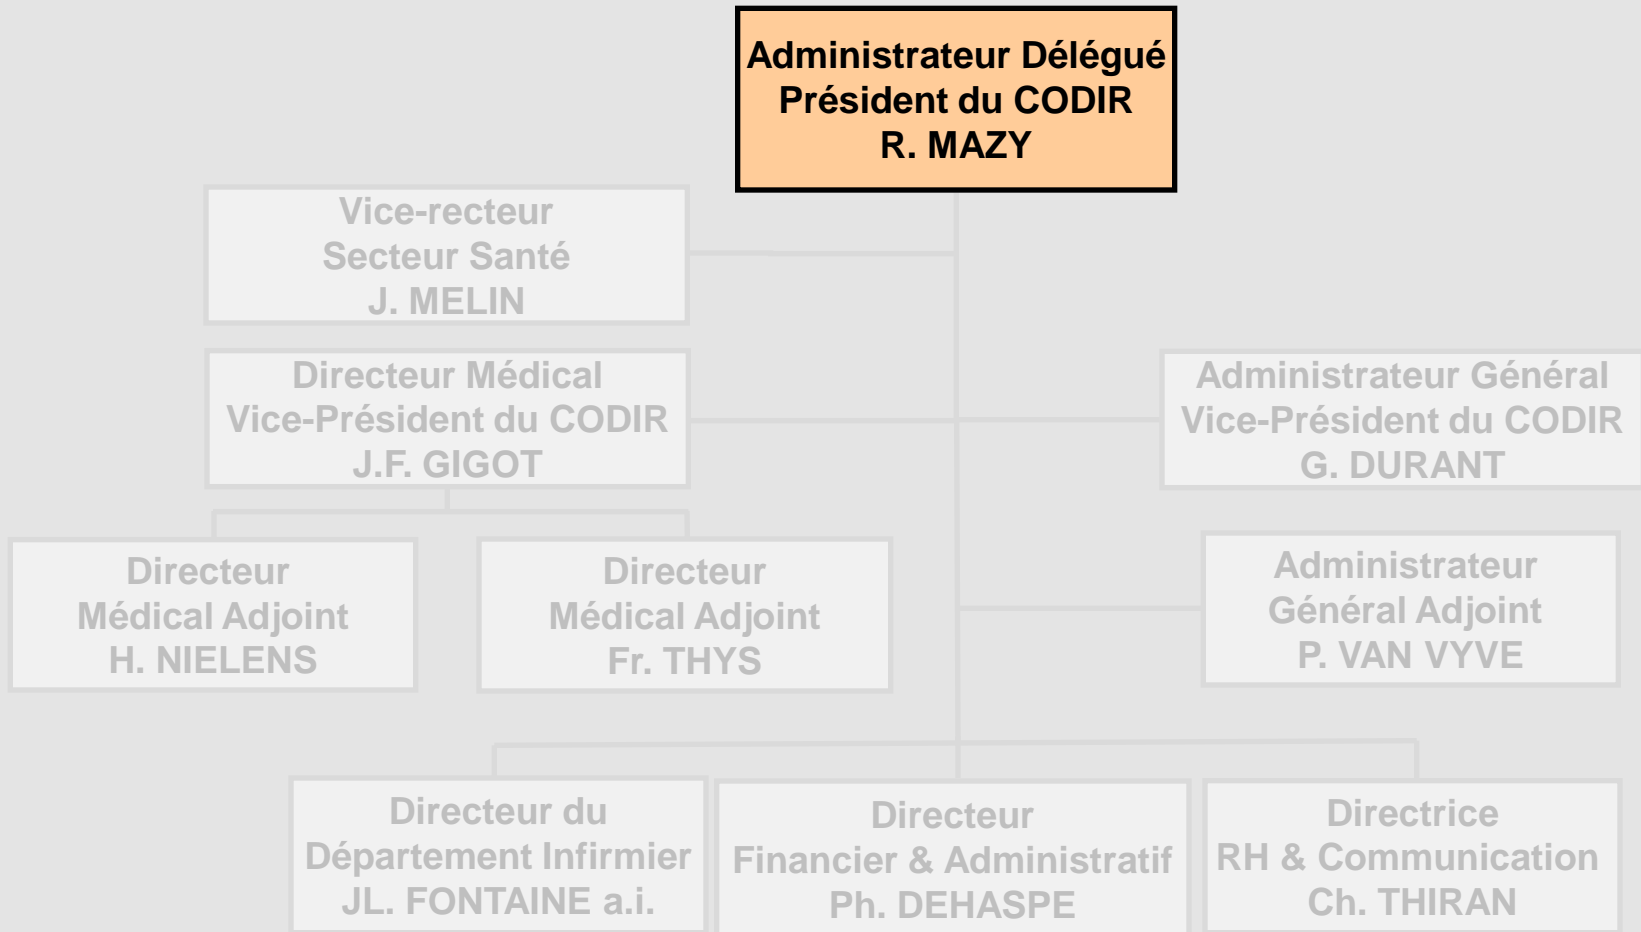 Administrateur Délégué
Président du CODIR
R. MAZY
Vice-recteur
Secteur Santé
J. MELIN
Directeur Médical
Vice-Président du CODIR
J.F. GIGOT
Administrateur Général
Vice-Président du CODIR
G. DURANT
Directeur
Médical Adjoint
H. NIELENS
Directeur
Médical Adjoint
Fr. THYS
Administrateur
Général Adjoint
P. VAN VYVE
Directeur du
Département Infirmier
JL. FONTAINE a.i.
Directeur
Financier & Administratif
Ph. DEHASPE
Directrice
RH & Communication
Ch. THIRAN